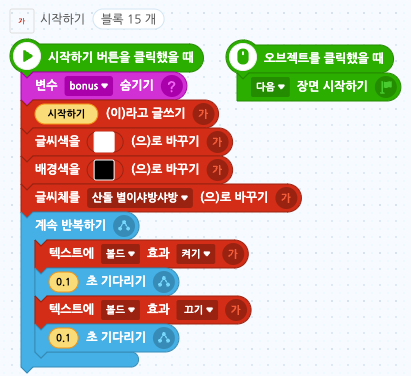 가 시작하기 블록 15 개
시작하기 버튼을 클릭했을 때
변수 bonus 숨기기 ?
시작하기 (이)라고 글쓰기 가
글씨색을 (으)로 바꾸기 가
배경색을 (으)로 바꾸기 가
글씨체를 산돌 별이샤방샤방 (으)로 바꾸기 가
계속 반복하기
텍스트에 볼드 효과 켜기 가
0.1 초 기다리기
텍스트에 볼드 효과 끄기 가
0.1 초 기다리기
오브젝트를 클릭했을 때
다음 장면 시작하기